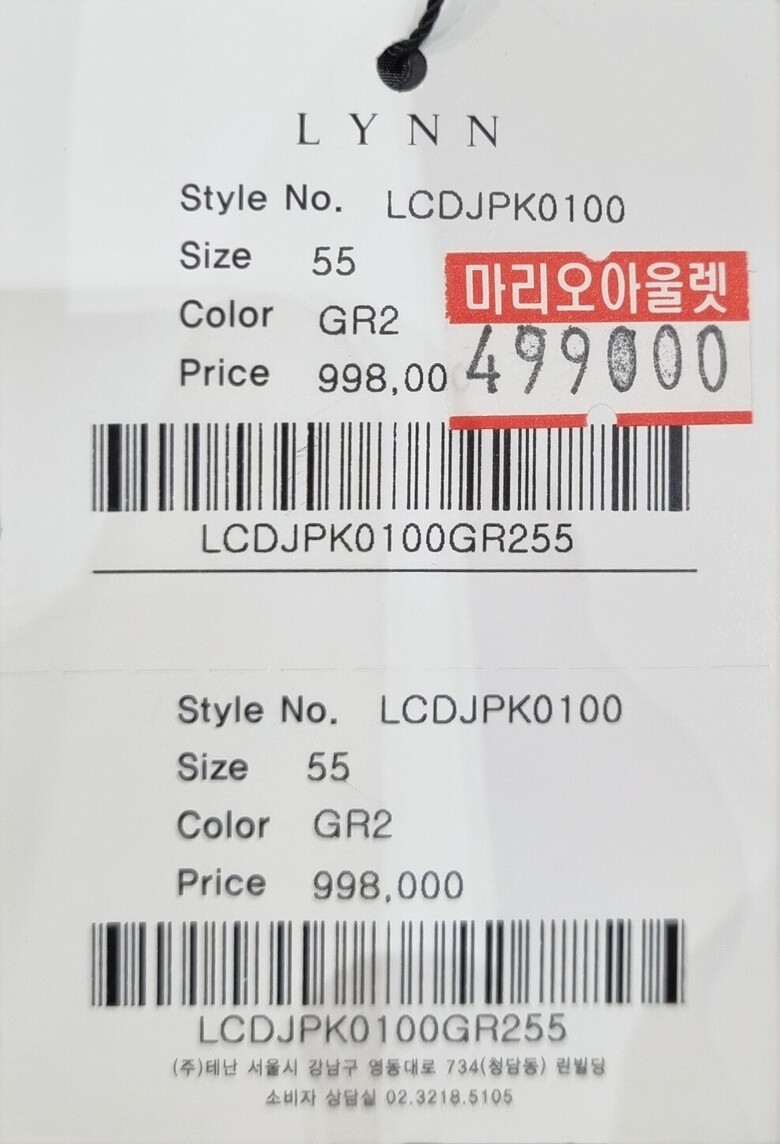 LYNN
Style No. LCDJPK0100
Size 55
Color GR2
Price 998,00
마리오아울렛
499000
LCDJPK0100GR255
Style No. LCDJPK0100
Size 55
Color GR2
Price 998,000
LCDJPK0100GR255
(주)테난 서울시 강남구 영동대로 734(청담동) 린빌딩
소비자 상담실 02.3218.5105